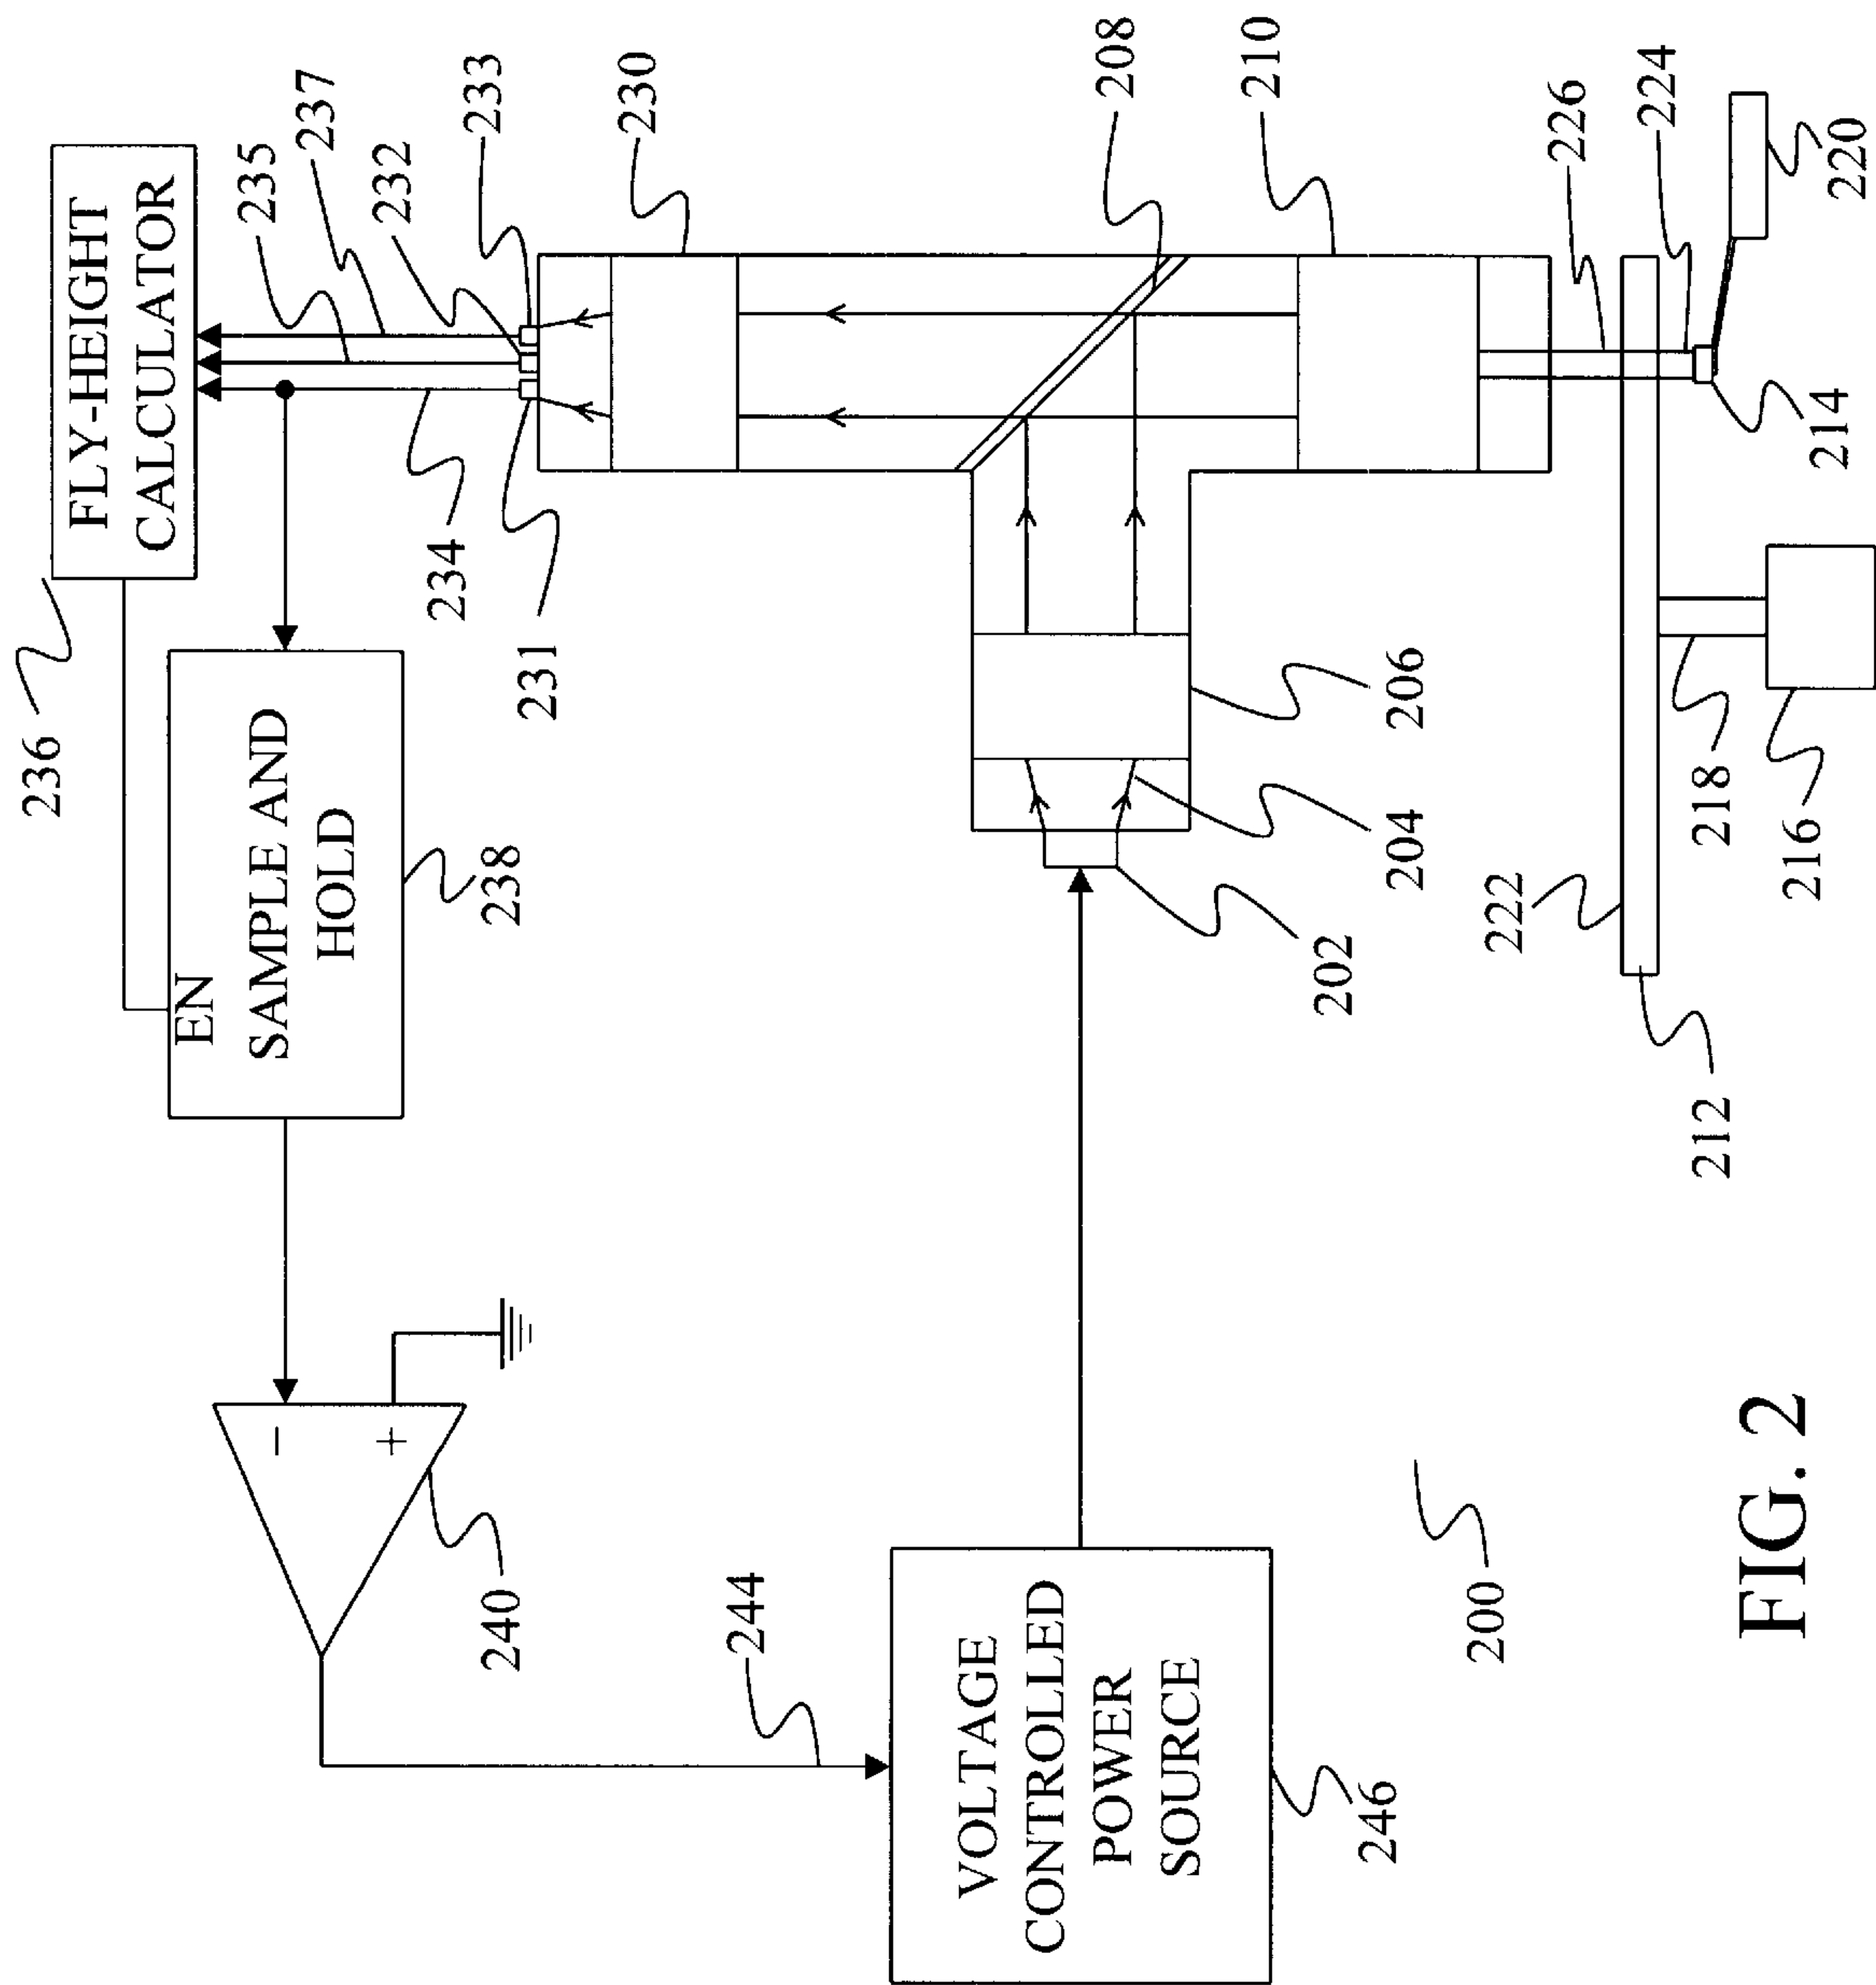 FLY-HEIGHT
CALCULATOR
236
235
237
232
233
230
208
210
226
224
220
214
234
231
EN
SAMPLE AND
HOLD
238
206
204
202
218
216
222
212
−
+
240
244
VOLTAGE
CONTROLLED
POWER
SOURCE
246
200
FIG. 2